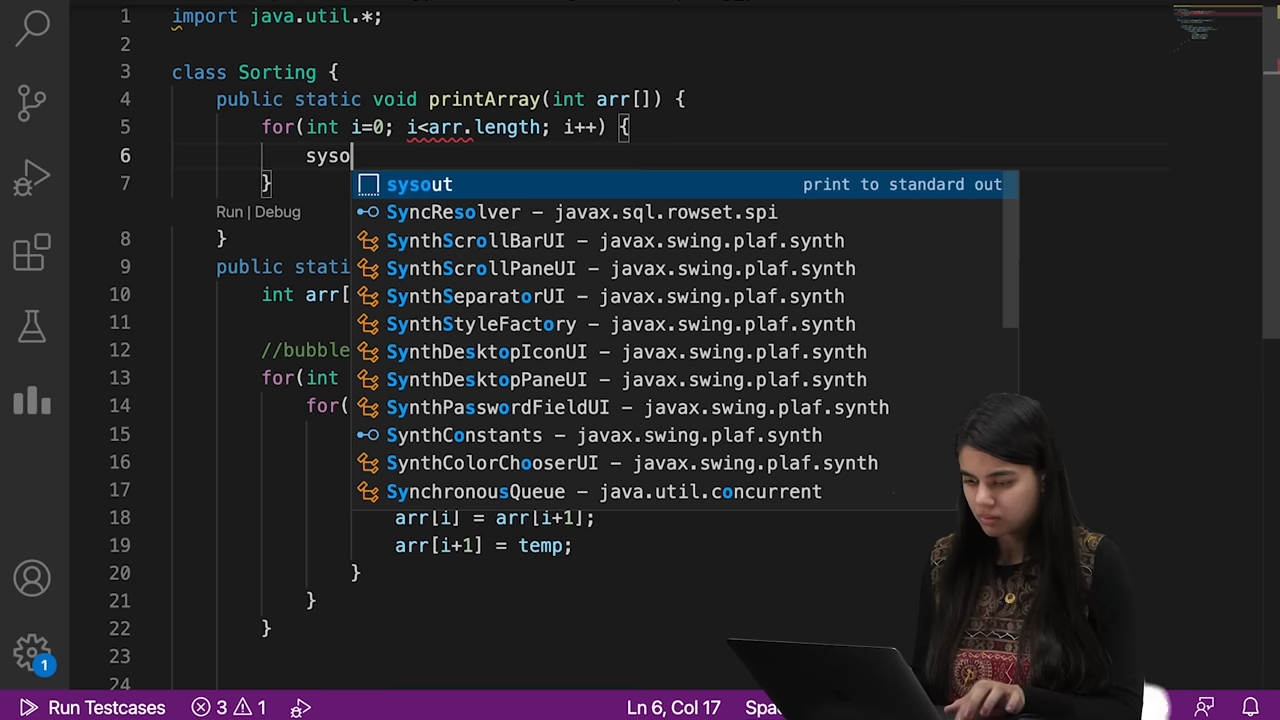 1 import java.util.*;
2
3 class Sorting {
4 public static void printArray(int arr[]) {
5 for(int i=0; i<arr.length; i++) {
6 syso
7 }
sysout print to standard out
SyncResolver – javax.sql.rowset.spi
Run | Debug
8 }
SynthScrollBarUI – javax.swing.plaf.synth
9 public stati
SynthScrollPaneUI – javax.swing.plaf.synth
10 int arr[
SynthSeparatorUI – javax.swing.plaf.synth
11
SynthStyleFactory – javax.swing.plaf.synth
12 //bubble
SynthDesktopIconUI – javax.swing.plaf.synth
13 for(int
SynthDesktopPaneUI – javax.swing.plaf.synth
14 for(
SynthPasswordFieldUI – javax.swing.plaf.synth
15
SynthConstants – javax.swing.plaf.synth
16
SynthColorChooserUI – javax.swing.plaf.synth
17
SynchronousQueue – java.util.concurrent
18 arr[i] = arr[i+1];
19 arr[i+1] = temp;
20 }
21 }
22 }
23
24
1
Run Testcases 3 1 Ln 6, Col 17 Spa